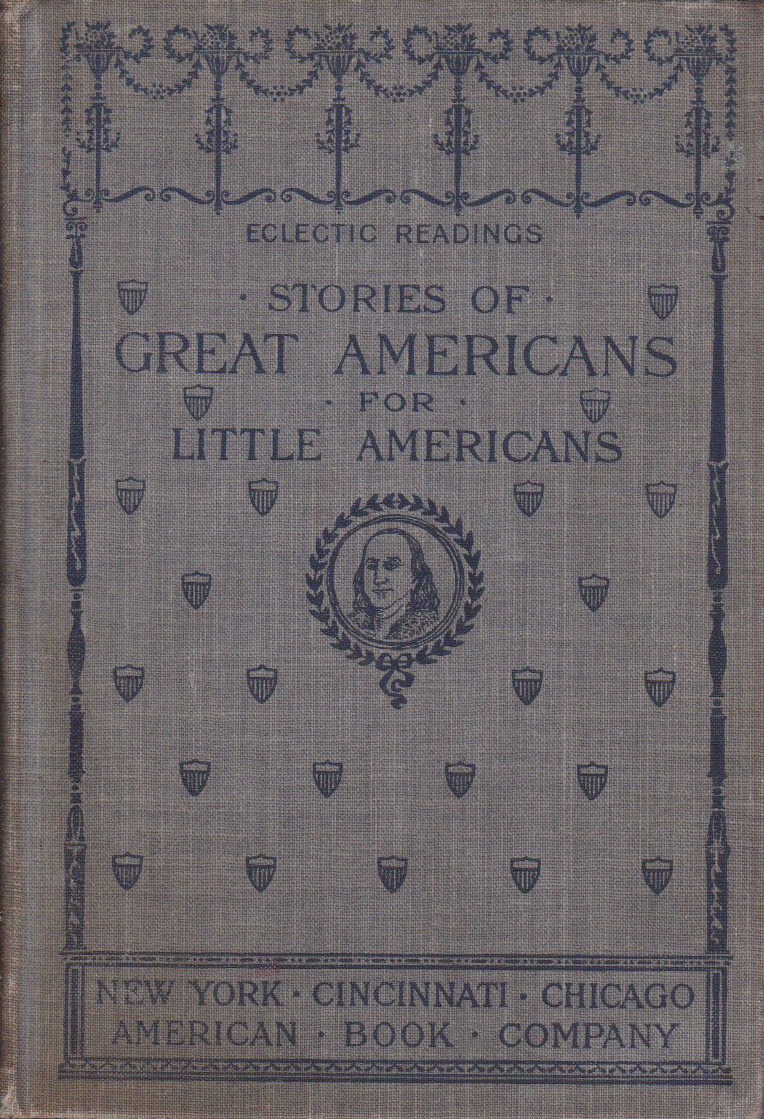 ECLECTIC READINGS
· STORIES OF ·
GREAT AMERICANS
· FOR ·
LITTLE AMERICANS
NEW YORK · CINCINNATI · CHICAGO
AMERICAN · BOOK · COMPANY